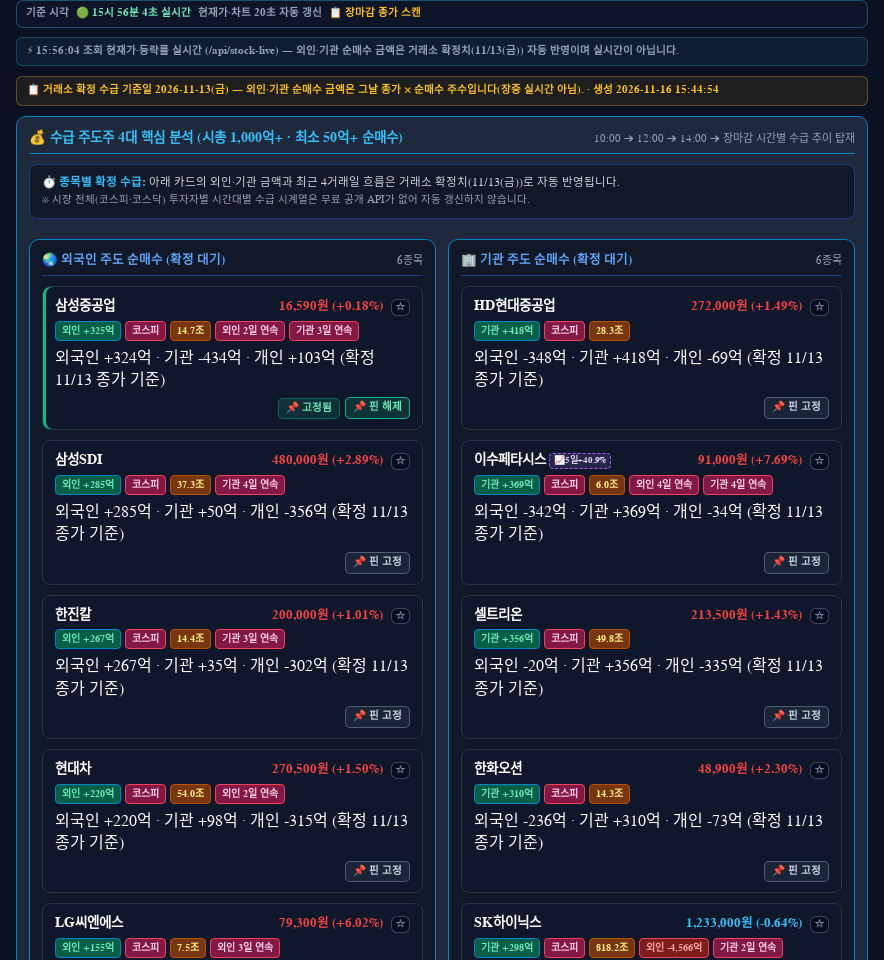 기준 시각 🟢 15시 56분 4초 실시간 현재가·차트 20초 자동 갱신 📋 장마감 종가 스캔
⚡ 15:56:04 조회 현재가·등락률 실시간 (/api/stock-live) — 외인·기관 순매수 금액은 거래소 확정치(11/13(금)) 자동 반영이며 실시간이 아닙니다.
📋 거래소 확정 수급 기준일 2026-11-13(금) — 외인·기관 순매수 금액은 그날 종가 × 순매수 주수입니다(장중 실시간 아님). · 생성 2026-11-16 15:44:54
💰 수급 주도주 4대 핵심 분석 (시총 1,000억+ · 최소 50억+ 순매수)
10:00 → 12:00 → 14:00 → 장마감 시간별 수급 추이 탑재
⏱️ 종목별 확정 수급: 아래 카드의 외인·기관 금액과 최근 4거래일 흐름은 거래소 확정치(11/13(금))로 자동 반영됩니다.
※ 시장 전체(코스피·코스닥) 투자자별 시간대별 수급 시계열은 무료 공개 API가 없어 자동 갱신하지 않습니다.
🌏 외국인 주도 순매수 (확정 대기) 6종목
삼성중공업 16,590원 (+0.18%) ☆
외인 +325억 코스피 14.7조 외인 2일 연속 기관 3일 연속
외국인 +324억 · 기관 -434억 · 개인 +103억 (확정
11/13 종가 기준)
📌 고정됨 📌 핀 해제
삼성SDI 480,000원 (+2.89%) ☆
외인 +285억 코스피 37.3조 기관 4일 연속
외국인 +285억 · 기관 +50억 · 개인 -356억 (확정 11/13
종가 기준)
📌 핀 고정
한진칼 200,000원 (+1.01%) ☆
외인 +267억 코스피 14.4조 기관 3일 연속
외국인 +267억 · 기관 +35억 · 개인 -302억 (확정 11/13
종가 기준)
📌 핀 고정
현대차 270,500원 (+1.50%) ☆
외인 +220억 코스피 54.0조 외인 2일 연속
외국인 +220억 · 기관 +98억 · 개인 -315억 (확정 11/13
종가 기준)
📌 핀 고정
LG씨엔에스 79,300원 (+6.02%) ☆
외인 +155억 코스피 7.5조 외인 3일 연속
🏢 기관 주도 순매수 (확정 대기) 6종목
HD현대중공업 272,000원 (+1.49%) ☆
기관 +418억 코스피 28.3조
외국인 -348억 · 기관 +418억 · 개인 -69억 (확정 11/13
종가 기준)
📌 핀 고정
이수페타시스 📈5일+40.9% 91,000원 (+7.69%) ☆
기관 +369억 코스피 6.0조 외인 4일 연속 기관 4일 연속
외국인 -342억 · 기관 +369억 · 개인 -34억 (확정 11/13
종가 기준)
📌 핀 고정
셀트리온 213,500원 (+1.43%) ☆
기관 +356억 코스피 49.8조
외국인 -20억 · 기관 +356억 · 개인 -335억 (확정 11/13
종가 기준)
📌 핀 고정
한화오션 48,900원 (+2.30%) ☆
기관 +310억 코스피 14.3조
외국인 -236억 · 기관 +310억 · 개인 -73억 (확정 11/13
종가 기준)
📌 핀 고정
SK하이닉스 1,233,000원 (-0.64%) ☆
기관 +298억 코스피 818.2조 외인 -4,566억 기관 2일 연속